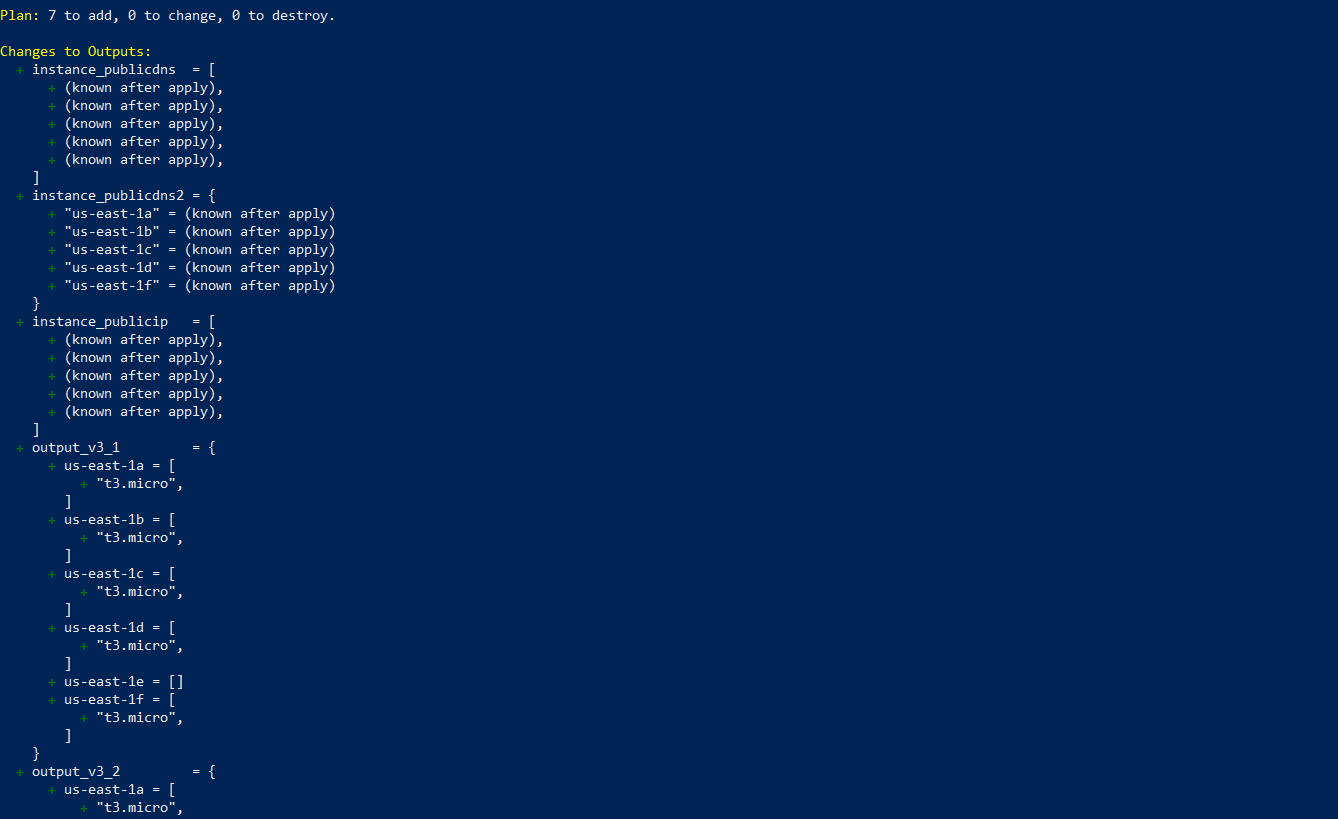 Plan: 7 to add, 0 to change, 0 to destroy.
Changes to Outputs:
  + instance_publicdns  = [
      + (known after apply),
      + (known after apply),
      + (known after apply),
      + (known after apply),
      + (known after apply),
    ]
  + instance_publicdns2 = {
      + "us-east-1a" = (known after apply)
      + "us-east-1b" = (known after apply)
      + "us-east-1c" = (known after apply)
      + "us-east-1d" = (known after apply)
      + "us-east-1f" = (known after apply)
    }
  + instance_publicip   = [
      + (known after apply),
      + (known after apply),
      + (known after apply),
      + (known after apply),
      + (known after apply),
    ]
  + output_v3_1         = {
      + us-east-1a = [
          + "t3.micro",
        ]
      + us-east-1b = [
          + "t3.micro",
        ]
      + us-east-1c = [
          + "t3.micro",
        ]
      + us-east-1d = [
          + "t3.micro",
        ]
      + us-east-1e = []
      + us-east-1f = [
          + "t3.micro",
        ]
    }
  + output_v3_2         = {
      + us-east-1a = [
          + "t3.micro",